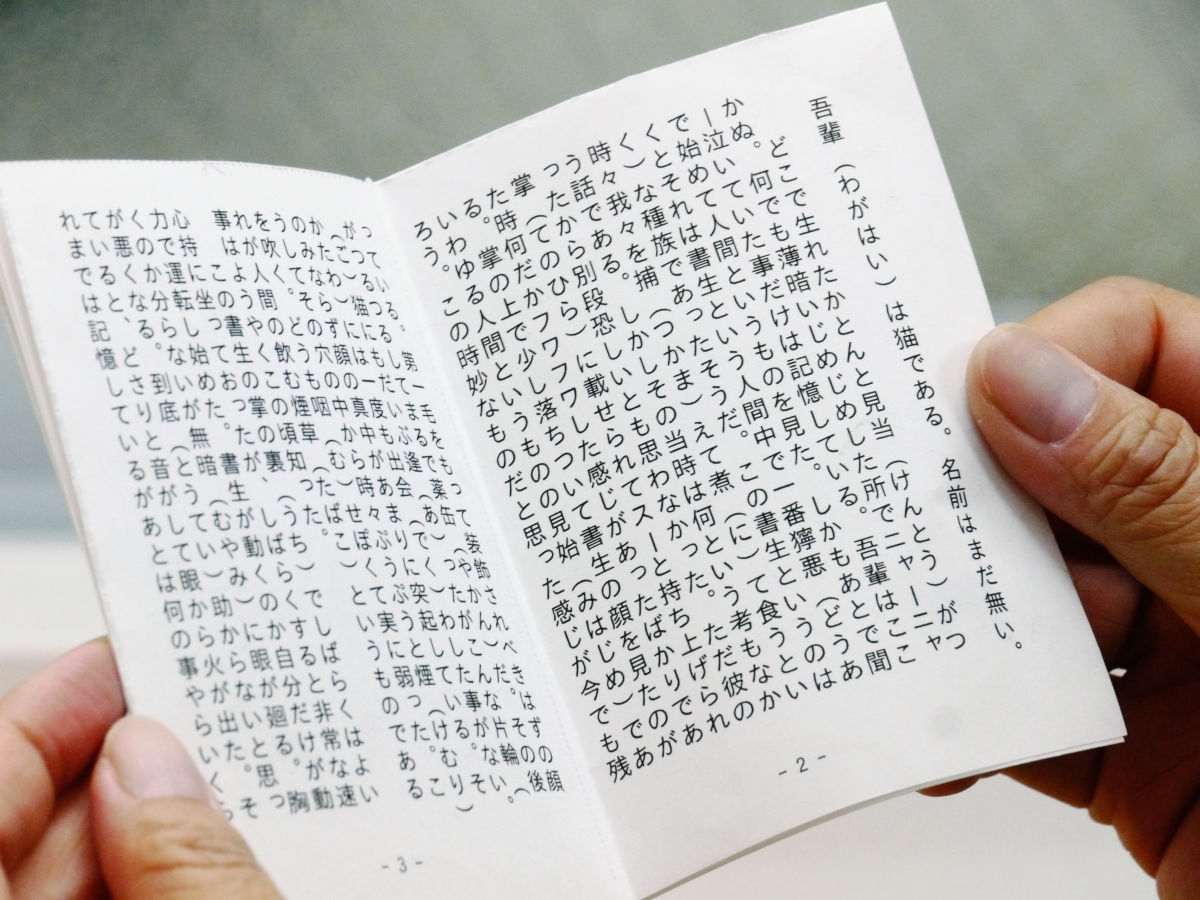 吾輩（わがはい）は猫である。名前はまだ無い。
どこで生れたかとんと見当（けんとう）がつ
かぬ。何でも薄暗いじめじめした所でニャーニャ
ー泣いていた事だけは記憶している。吾輩はここ
で始めて人間というものを見た。しかもあとで聞
くとそれは書生という人間中で一番獰悪（どうあ
く）な種族であったそうだ。この書生というのは
時々我々を捕（つかま）えて煮（に）て食うとい
う話である。しかしその当時は何という考もなか
ったから別段恐しいとも思わなかった。ただ彼の
掌（てのひら）に載せられてスーと持ち上げられ
た時何だかフワフワした感じがあったばかりであ
る。掌の上で少し落ちついて書生の顔を見たのが
いわゆる人間というものの見始（みはじめ）であ
ろう。この時妙なものだと思った感じが今でも残
- 2 -
っている。第一毛をもって装飾されべきはずの顔
がつるつるしてまるで薬缶（やかん）だ。その後
（ご）猫にもだいぶ逢（あ）ったがこんな片輪（
かたわ）には一度も出会（でく）わした事がない。
のみならず顔の真中があまりに突起している。そ
うしてその穴の中から時々ぷうぷうと煙（けむり）
を吹く。どうも咽（む）せぽくて実に弱った。こ
れが人間の飲む煙草（たばこ）というものである
事はようやくこの頃知った。
この書生の掌の裏（うち）でしばらくはよい
心持に坐っておったが、しばらくすると非常な速
力で運転し始めた。書生が動くのか自分だけが動
くのか分らないが無暗（むやみ）に眼が廻る。胸
が悪くなる。到底（とうてい）助からないと思っ
ていると、どさりと音がして眼から火が出た。そ
れまでは記憶しているがあとは何の事やらいくら
- 3 -